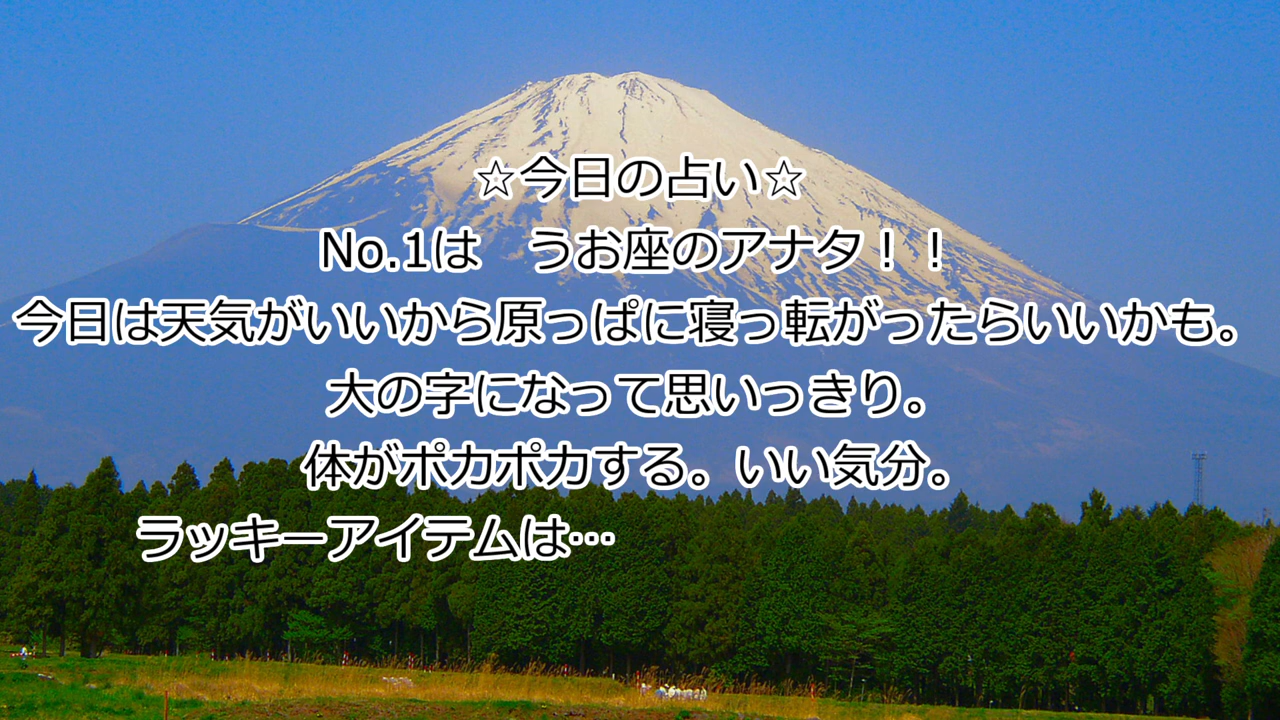 ☆今日の占い☆
No.1は　うお座のアナタ！！
今日は天気がいいから原っぱに寝っ転がったらいいかも。
大の字になって思いっきり。
体がポカポカする。いい気分。
ラッキーアイテムは…